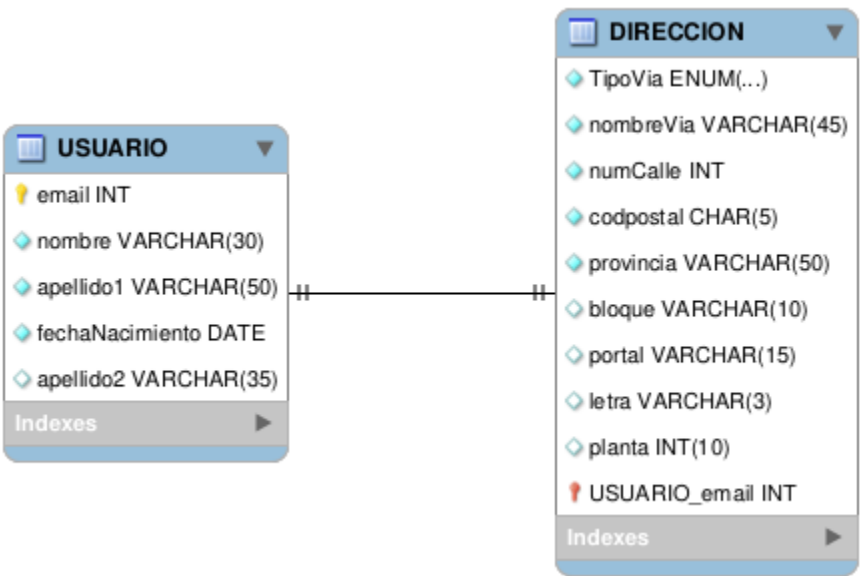 USUARIO
email INT
nombre VARCHAR(30)
apellido1 VARCHAR(50)
fechaNacimiento DATE
apellido2 VARCHAR(35)
Indexes
DIRECCION
TipoVia ENUM(...)
nombreVia VARCHAR(45)
numCalle INT
codpostal CHAR(5)
provincia VARCHAR(50)
bloque VARCHAR(10)
portal VARCHAR(15)
letra VARCHAR(3)
planta INT(10)
USUARIO_email INT
Indexes